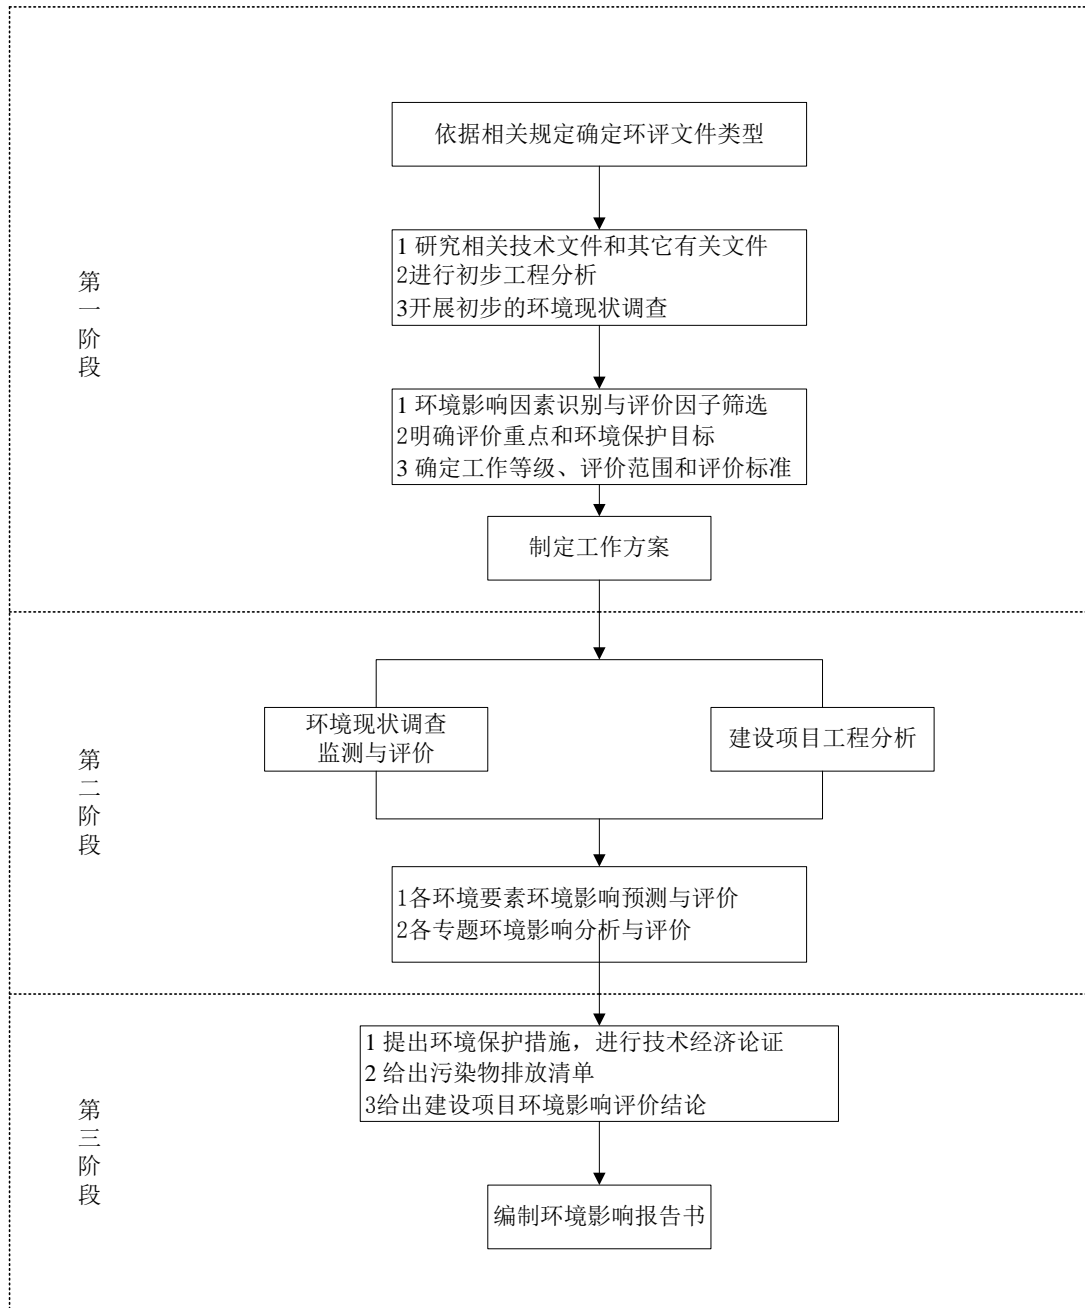 依据相关规定确定环评文件类型
1 研究相关技术文件和其它有关文件
2进行初步工程分析
3开展初步的环境现状调查
第
一
阶
段
1 环境影响因素识别与评价因子筛选
2明确评价重点和环境保护目标
3 确定工作等级、评价范围和评价标准
制定工作方案
环境现状调查
监测与评价
建设项目工程分析
第
二
阶
段
1各环境要素环境影响预测与评价
2各专题环境影响分析与评价
1 提出环境保护措施，进行技术经济论证
2 给出污染物排放清单
3给出建设项目环境影响评价结论
第
三
阶
段
编制环境影响报告书